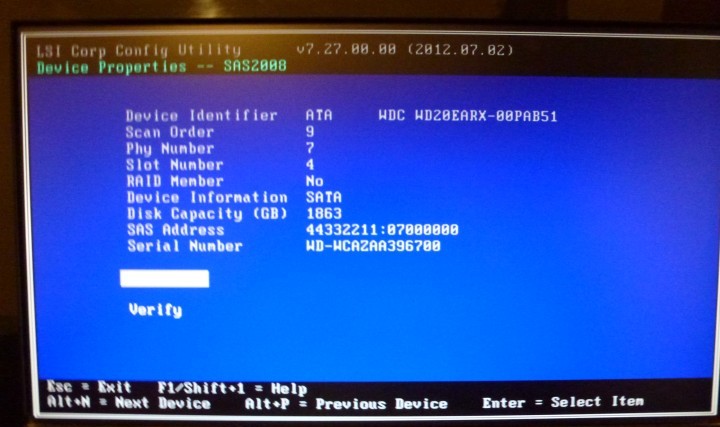 LSI Corp Config Utility v7.27.00.00 (2012.07.02)
Device Properties -- SAS2008
Device Identifier ATA WDC WD20EARX-00PAB51
Scan Order 9
Phy Number 7
Slot Number 4
RAID Member No
Device Information SATA
Disk Capacity (GB) 1863
SAS Address 44332211:07000000
Serial Number WD-WCAZAA396700
Verify
Esc = Exit F1/Shift+1 = Help
Alt+N = Next Device Alt+P = Previous Device Enter = Select Item